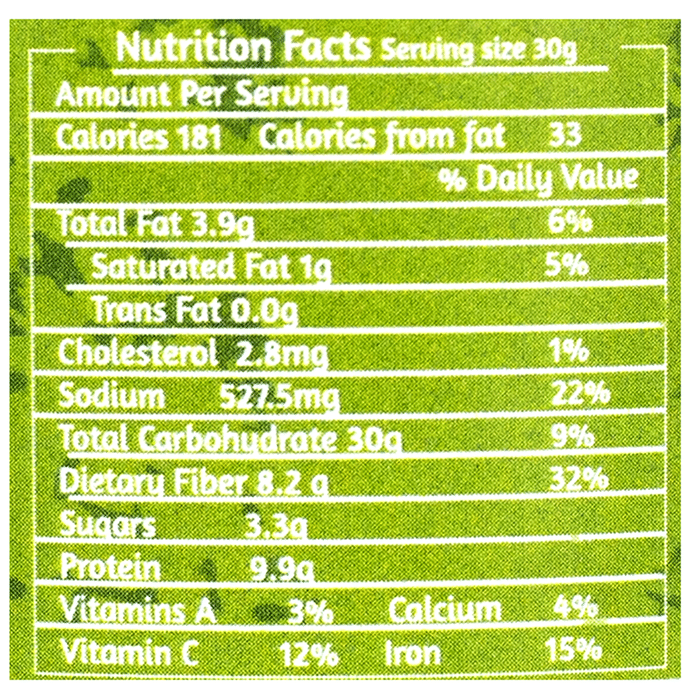 Nutrition Facts Serving size 30g
Amount Per Serving
Calories 181 Calories from fat 33
% Daily Value
Total Fat 3.9g 6%
Saturated Fat 1g 5%
Trans Fat 0.0g
Cholesterol 2.8mg 1%
Sodium 527.5mg 22%
Total Carbohydrate 30g 9%
Dietary Fiber 8.2 g 32%
Sugars 3.3g
Protein 9.9g
Vitamins A 3% Calcium 4%
Vitamin C 12% Iron 15%